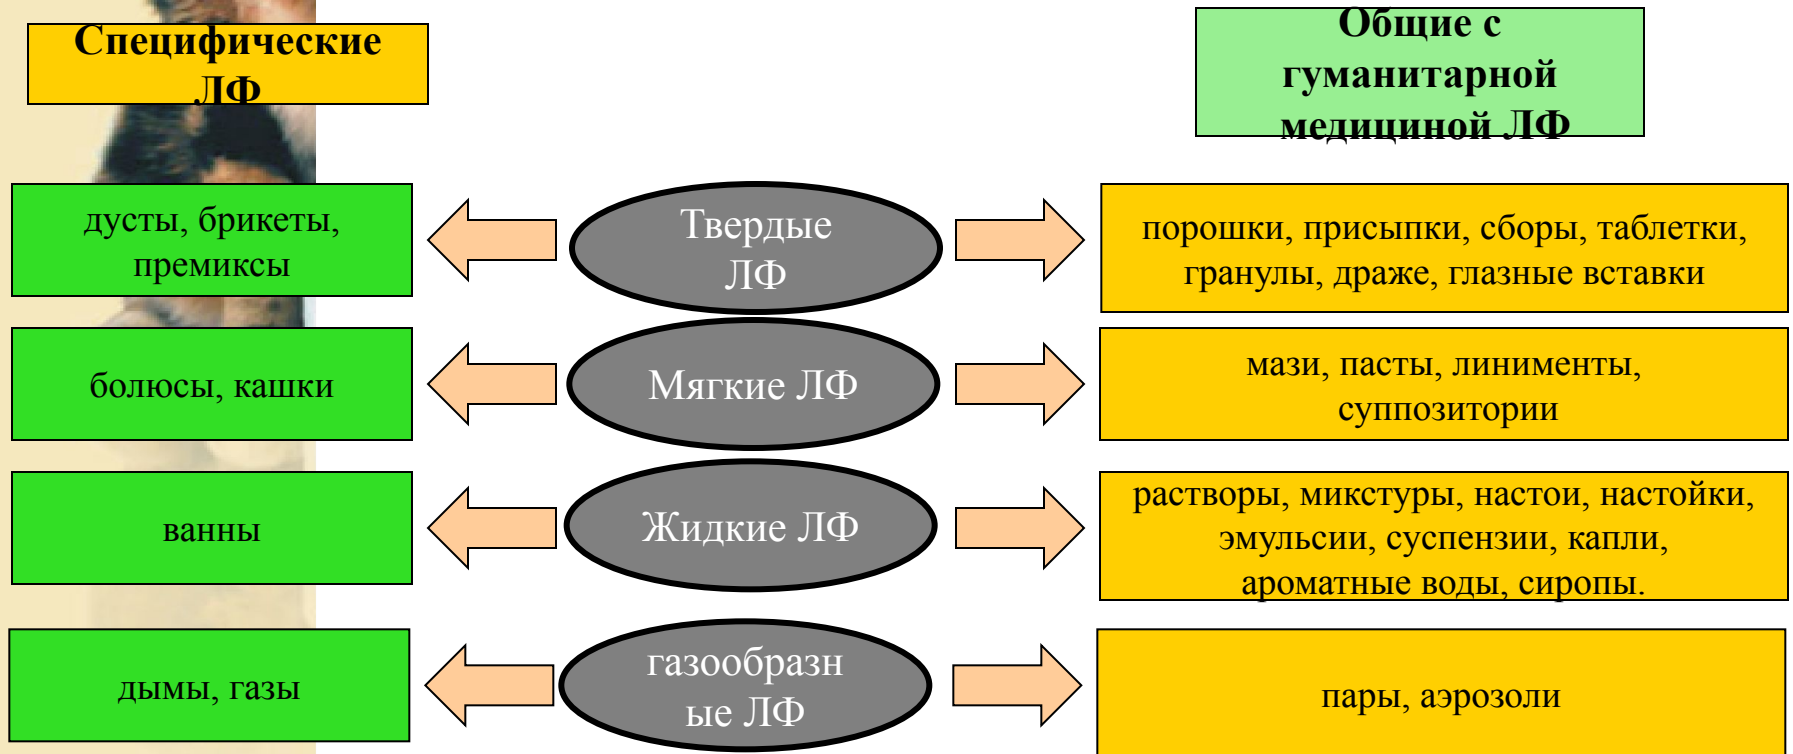 Специфические
ЛФ
Общие с
гуманитарной
медициной ЛФ
дусты, брикеты,
премиксы
Твердые
ЛФ
порошки, присыпки, сборы, таблетки,
гранулы, драже, глазные вставки
болюсы, кашки
Мягкие ЛФ
мази, пасты, линименты,
суппозитории
ванны
Жидкие ЛФ
растворы, микстуры, настои, настойки,
эмульсии, суспензии, капли,
ароматные воды, сиропы.
дымы, газы
газообразн
ые ЛФ
пары, аэрозоли